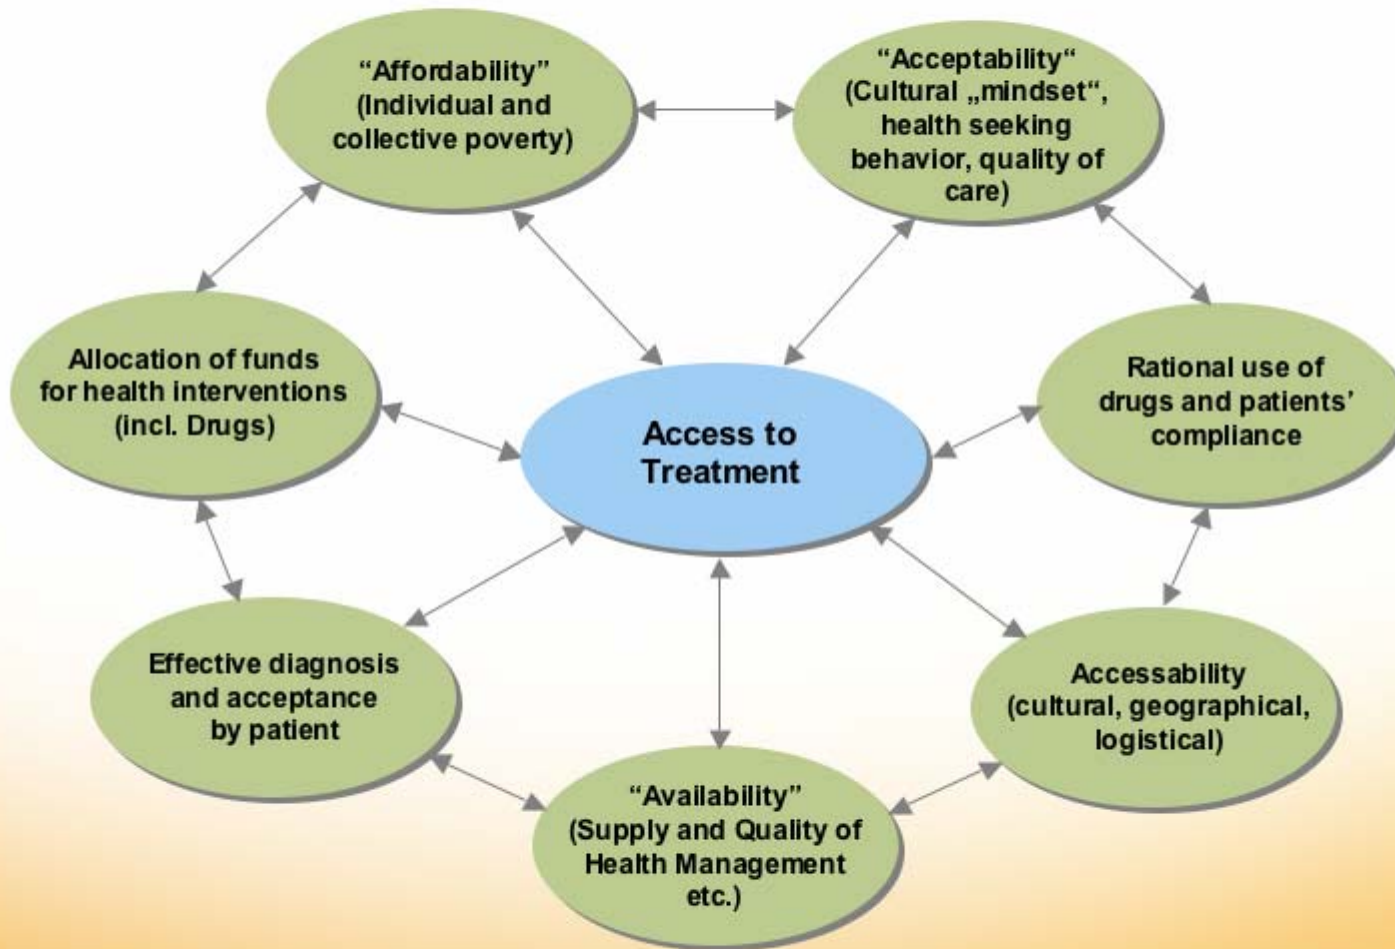 “Affordability”
(Individual and
collective poverty)
“Acceptability“
(Cultural „mindset“,
health seeking
behavior, quality of
care)
Allocation of funds
for health interventions
(incl. Drugs)
Access to
Treatment
Rational use of
drugs and patients’
compliance
Effective diagnosis
and acceptance
by patient
“Availability”
(Supply and Quality of
Health Management
etc.)
Accessability
(cultural, geographical,
logistical)